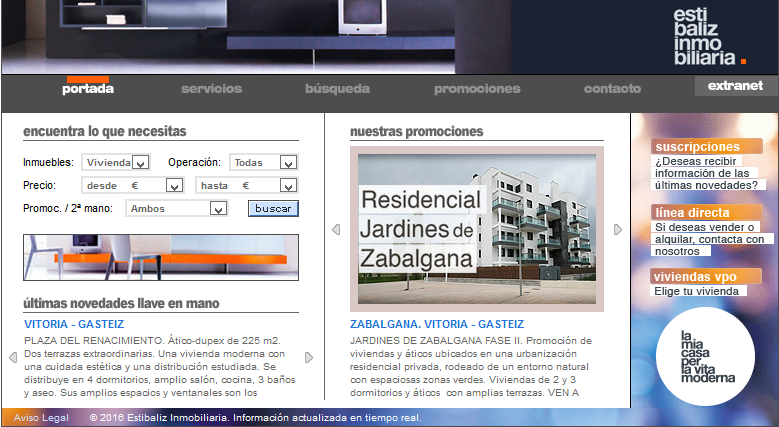 esti
baliz
inmo
biliaria.
portada
servicios
búsqueda
promociones
contacto
extranet
encuentra lo que necesitas
Inmuebles: Vivienda Operación: Todas
Precio: desde € hasta €
Promoc. / 2ª mano: Ambos buscar
últimas novedades llave en mano
VITORIA - GASTEIZ
PLAZA DEL RENACIMIENTO. Ático-dupex de 225 m2.
Dos terrazas extraordinarias. Una vivienda moderna con
una cuidada estética y una distribución estudiada. Se
distribuye en 4 dormitorios, amplio salón, cocina, 3 baños
y aseo. Sus amplios espacios y ventanales son los
nuestras promociones
Residencial
Jardines de
Zabalgana
ZABALGANA. VITORIA - GASTEIZ
JARDINES DE ZABALGANA FASE II. Promoción de
viviendas y áticos ubicados en una urbanización
residencial privada, rodeado de un entorno natural
con espaciosas zonas verdes. Viviendas de 2 y 3
dormitorios y áticos con amplias terrazas. VEN A
suscripciones
¿Deseas recibir
información de las
últimas novedades?
línea directa
Si deseas vender o
alquilar, contacta con
nosotros
viviendas vpo
Elige tu vivienda
la
mia
casa
per
la vita
moderna
Aviso Legal © 2016 Estibaliz Inmobiliaria. Información actualizada en tiempo real.